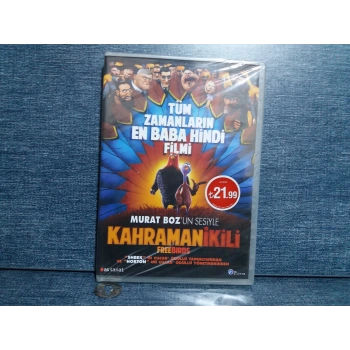 TÜM
ZAMANLARIN
EN BABA HİNDİ
FİLMİ
₺21.99
MURAT BOZ'UN SESİYLE
KAHRAMANİKİLİ
FREEBIRDS